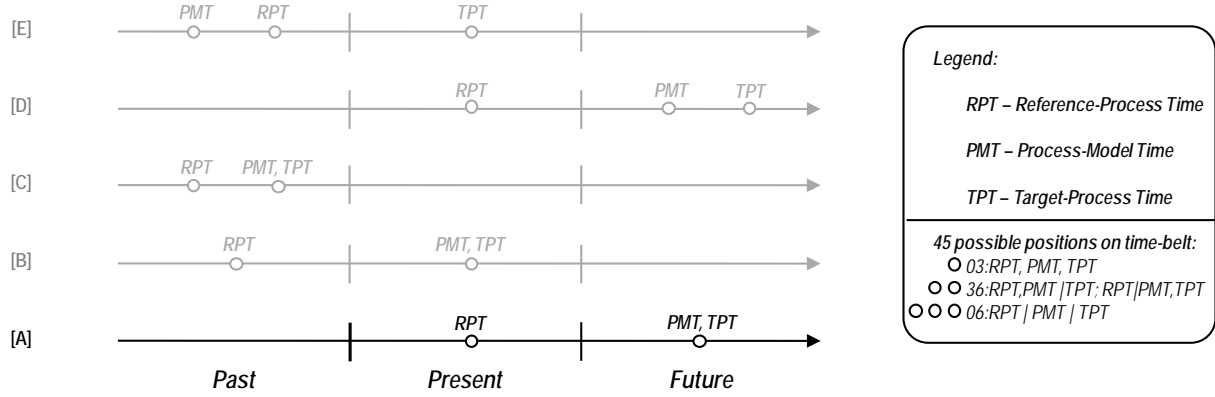 [E] PMT RPT TPT
[D] RPT PMT TPT
[C] RPT PMT, TPT
[B] RPT PMT, TPT
[A] RPT PMT, TPT
Past Present Future
Legend:
RPT – Reference-Process Time
PMT – Process-Model Time
TPT – Target-Process Time
45 possible positions on time-belt:
03:RPT, PMT, TPT
36:RPT,PMT |TPT; RPT|PMT,TPT
06:RPT | PMT | TPT